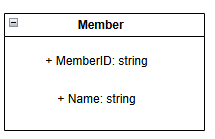 Member
+ MemberID: string
+ Name: string